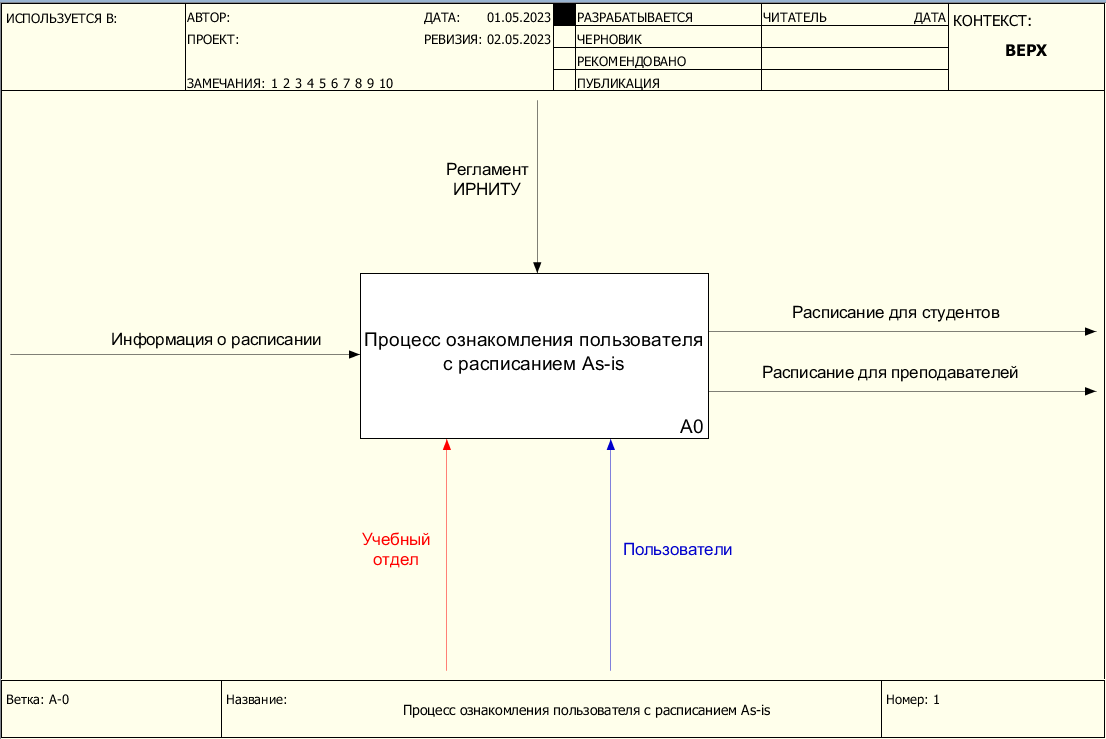 ИСПОЛЬЗУЕТСЯ В:
АВТОР:
ДАТА: 01.05.2023
ПРОЕКТ:
РЕВИЗИЯ: 02.05.2023
ЗАМЕЧАНИЯ: 1 2 3 4 5 6 7 8 9 10
РАЗРАБАТЫВАЕТСЯ
ЧЕРНОВИК
РЕКОМЕНДОВАНО
ПУБЛИКАЦИЯ
ЧИТАТЕЛЬ
ДАТА
КОНТЕКСТ:
ВЕРХ
Регламент
ИРНИТУ
Информация о расписании
Процесс ознакомления пользователя
с расписанием As-is
A0
Расписание для студентов
Расписание для преподавателей
Учебный
отдел
Пользователи
Ветка: A-0
Название:
Процесс ознакомления пользователя с расписанием As-is
Номер: 1